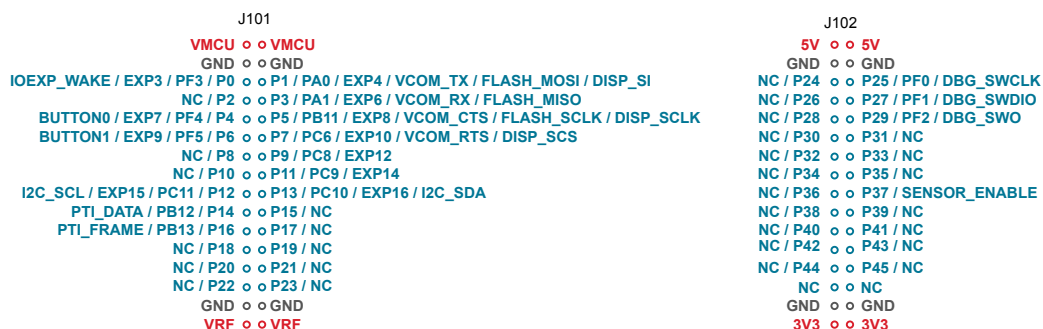 J101
VMCU VMCU
GND GND
IOEXP_WAKE / EXP3 / PF3 / P0 P1 / PA0 / EXP4 / VCOM_TX / FLASH_MOSI / DISP_SI
NC / P2 P3 / PA1 / EXP6 / VCOM_RX / FLASH_MISO
BUTTON0 / EXP7 / PF4 / P4 P5 / PB11 / EXP8 / VCOM_CTS / FLASH_SCLK / DISP_SCLK
BUTTON1 / EXP9 / PF5 / P6 P7 / PC6 / EXP10 / VCOM_RTS / DISP_SCS
NC / P8 P9 / PC8 / EXP12
NC / P10 P11 / PC9 / EXP14
I2C_SCL / EXP15 / PC11 / P12 P13 / PC10 / EXP16 / I2C_SDA
PTI_DATA / PB12 / P14 P15 / NC
PTI_FRAME / PB13 / P16 P17 / NC
NC / P18 P19 / NC
NC / P20 P21 / NC
NC / P22 P23 / NC
GND GND
VRF VRF
J102
5V 5V
GND GND
NC / P24 P25 / PF0 / DBG_SWCLK
NC / P26 P27 / PF1 / DBG_SWDIO
NC / P28 P29 / PF2 / DBG_SWO
NC / P30 P31 / NC
NC / P32 P33 / NC
NC / P34 P35 / NC
NC / P36 P37 / SENSOR_ENABLE
NC / P38 P39 / NC
NC / P40 P41 / NC
NC / P42 P43 / NC
NC / P44 P45 / NC
NC NC
GND GND
3V3 3V3